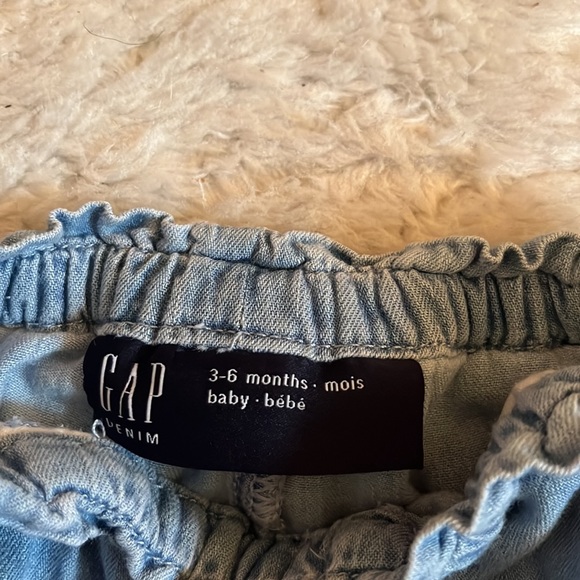 GAP
DENIM
3-6 months · mois
baby · bébé